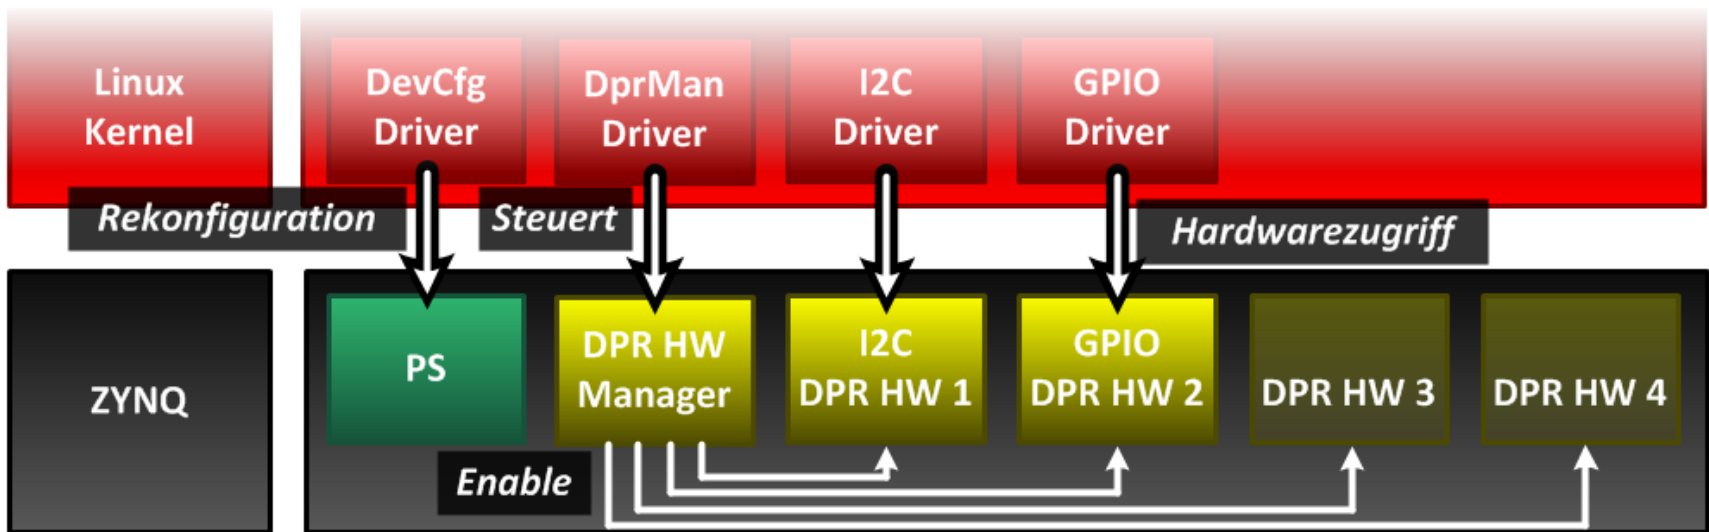 Linux
Kernel
DevCfg
Driver
DprMan
Driver
I2C
Driver
GPIO
Driver
Rekonfiguration
Steuert
Hardwarezugriff
ZYNQ
PS
DPR HW
Manager
I2C
DPR HW 1
GPIO
DPR HW 2
DPR HW 3
DPR HW 4
Enable